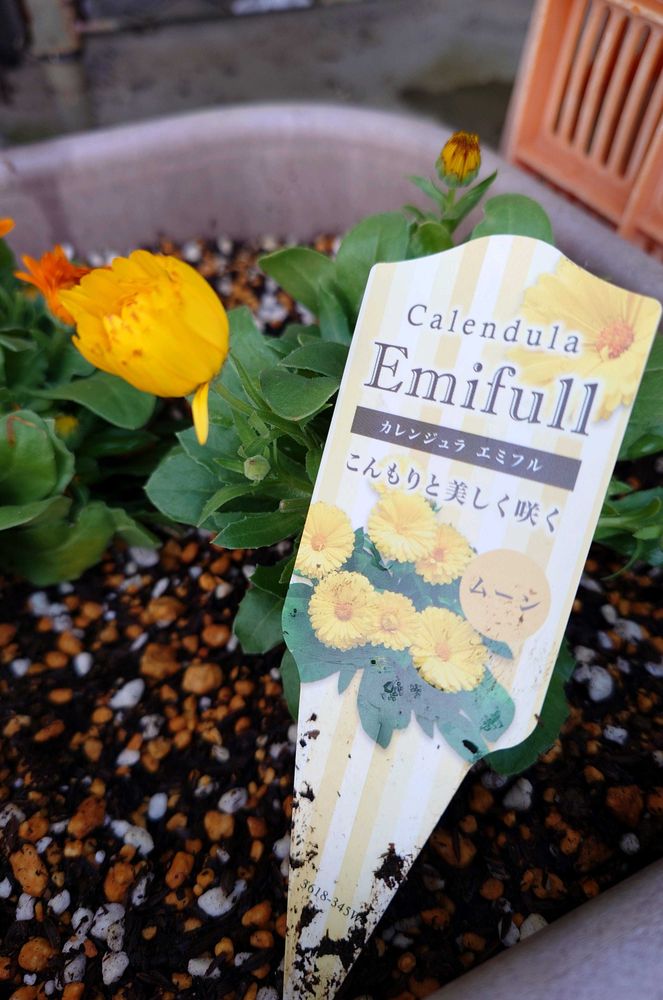 Calendula
Emifull
カレンジュラ エミフル
こんもりと美しく咲く
ムーン